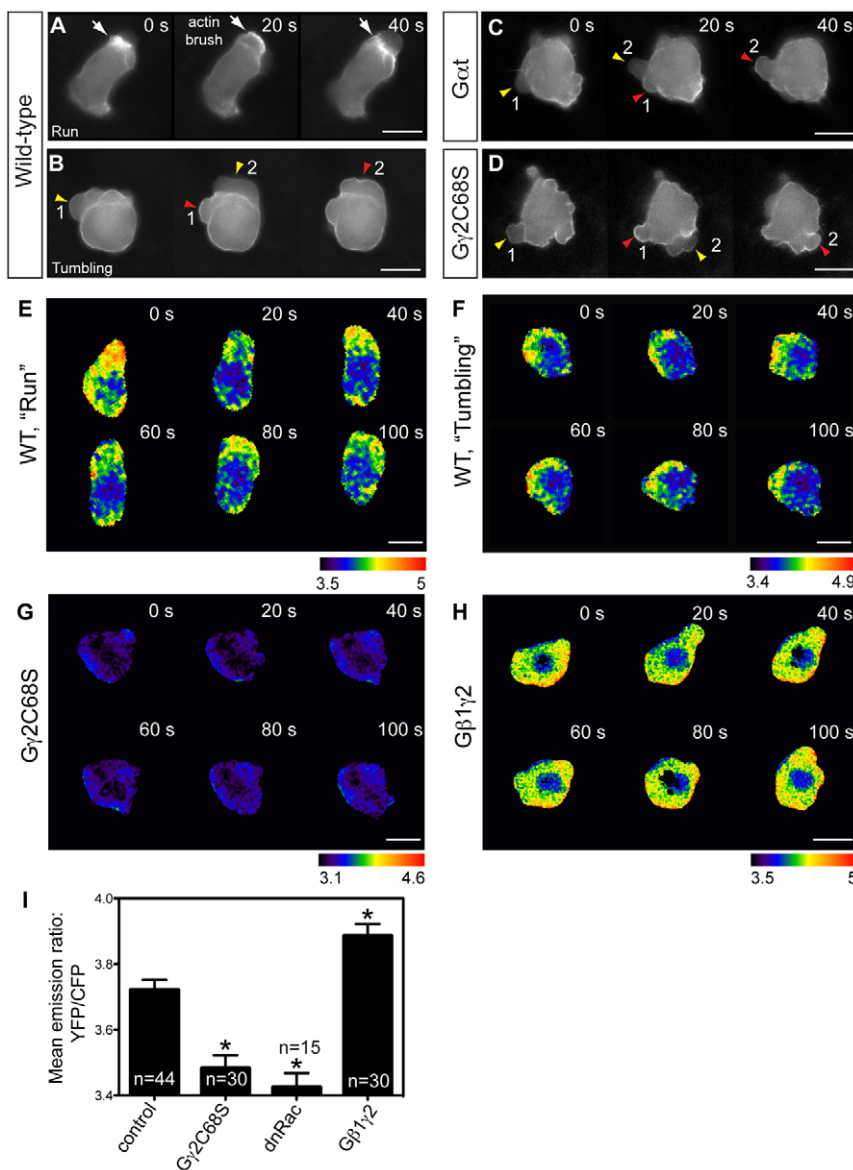 Wild-type
A
0 s
actin brush
20 s
40 s
Run
B
1
2
1
2
Tumbling
Gαt
C
0 s
20 s
40 s
1
2
1
2
Gγ2C68S
D
1
1
2
2
WT, “Run”
E
0 s
20 s
40 s
60 s
80 s
100 s
3.5
5
WT, “Tumbling”
F
0 s
20 s
40 s
60 s
80 s
100 s
3.4
4.9
Gγ2C68S
G
0 s
20 s
40 s
60 s
80 s
100 s
3.1
4.6
Gβ1γ2
H
0 s
20 s
40 s
60 s
80 s
100 s
3.5
5
I
Mean emission ratio:
YFP/CFP
4.0
3.8
3.6
3.4
n=44
*
n=30
n=15
*
*
n=30
control
Gγ2C68S
dnRac
Gβ1γ2